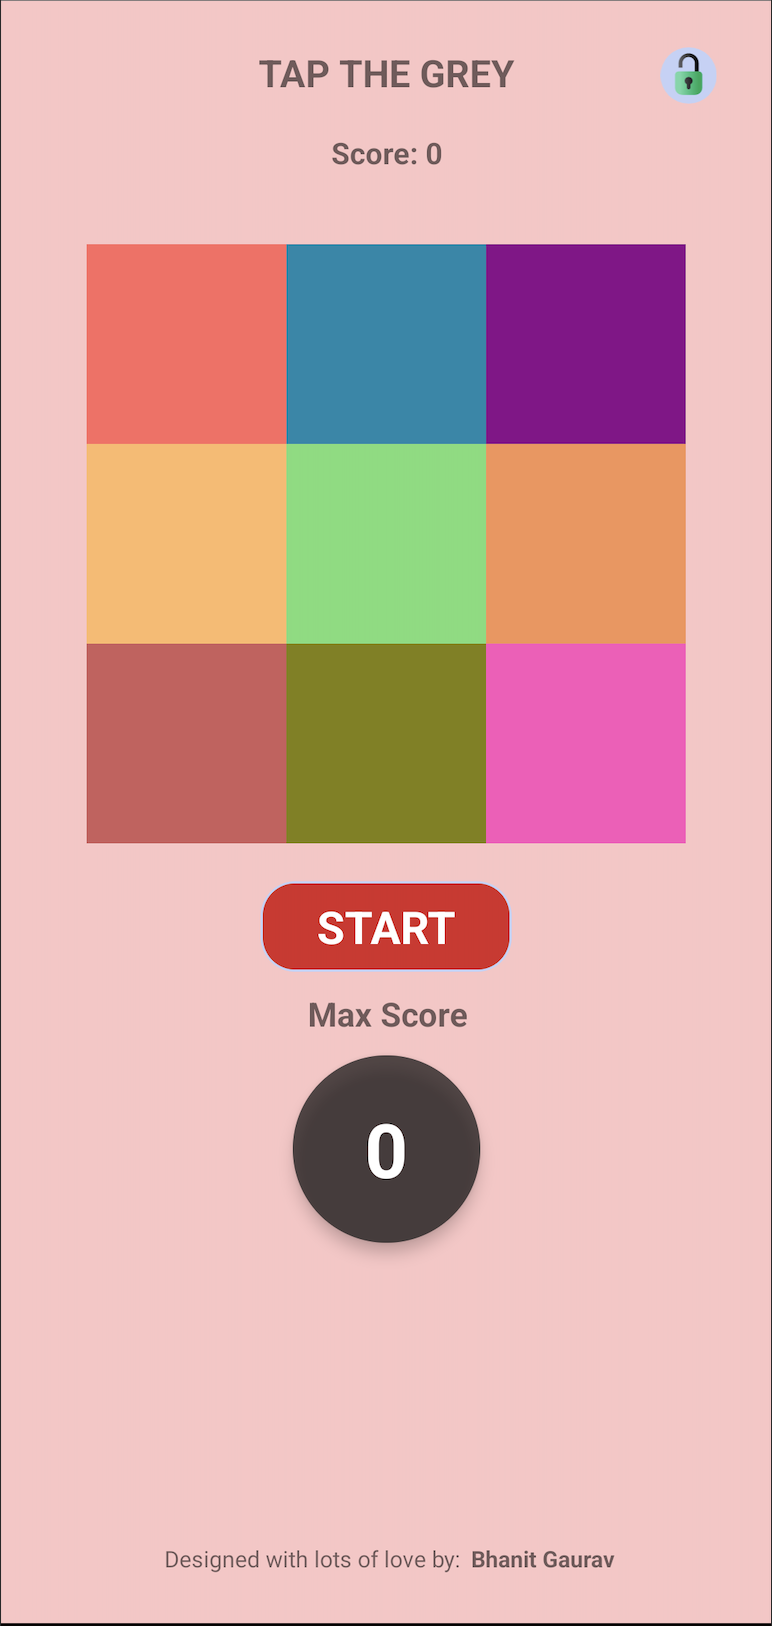 TAP THE GREY
Score: 0
START
Max Score
0
Designed with lots of love by: Bhanit Gaurav